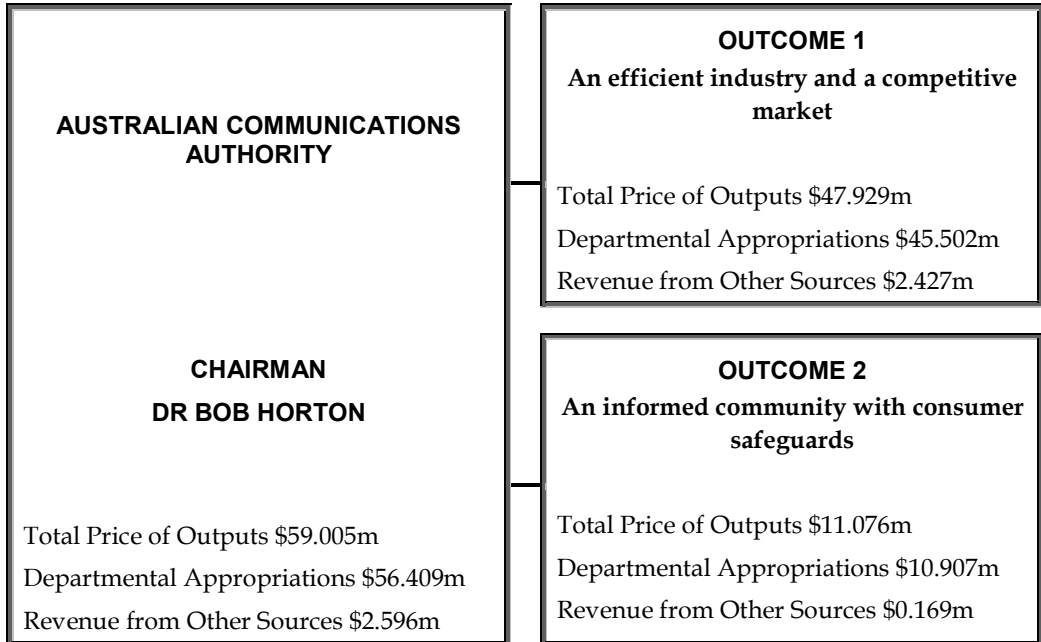 AUSTRALIAN COMMUNICATIONS
AUTHORITY
CHAIRMAN
DR BOB HORTON
Total Price of Outputs $59.005m
Departmental Appropriations $56.409m
Revenue from Other Sources $2.596m
OUTCOME 1
An efficient industry and a competitive
market
Total Price of Outputs $47.929m
Departmental Appropriations $45.502m
Revenue from Other Sources $2.427m
OUTCOME 2
An informed community with consumer
safeguards
Total Price of Outputs $11.076m
Departmental Appropriations $10.907m
Revenue from Other Sources $0.169m